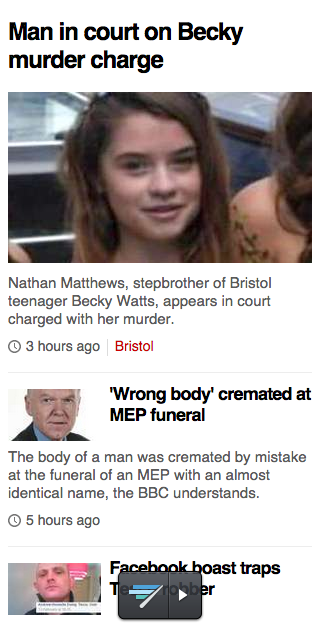 Man in court on Becky
murder charge
Nathan Matthews, stepbrother of Bristol
teenager Becky Watts, appears in court
charged with her murder.
3 hours ago Bristol
'Wrong body' cremated at
MEP funeral
The body of a man was cremated by mistake
at the funeral of an MEP with an almost
identical name, the BBC understands.
5 hours ago
Facebook boast traps
robber